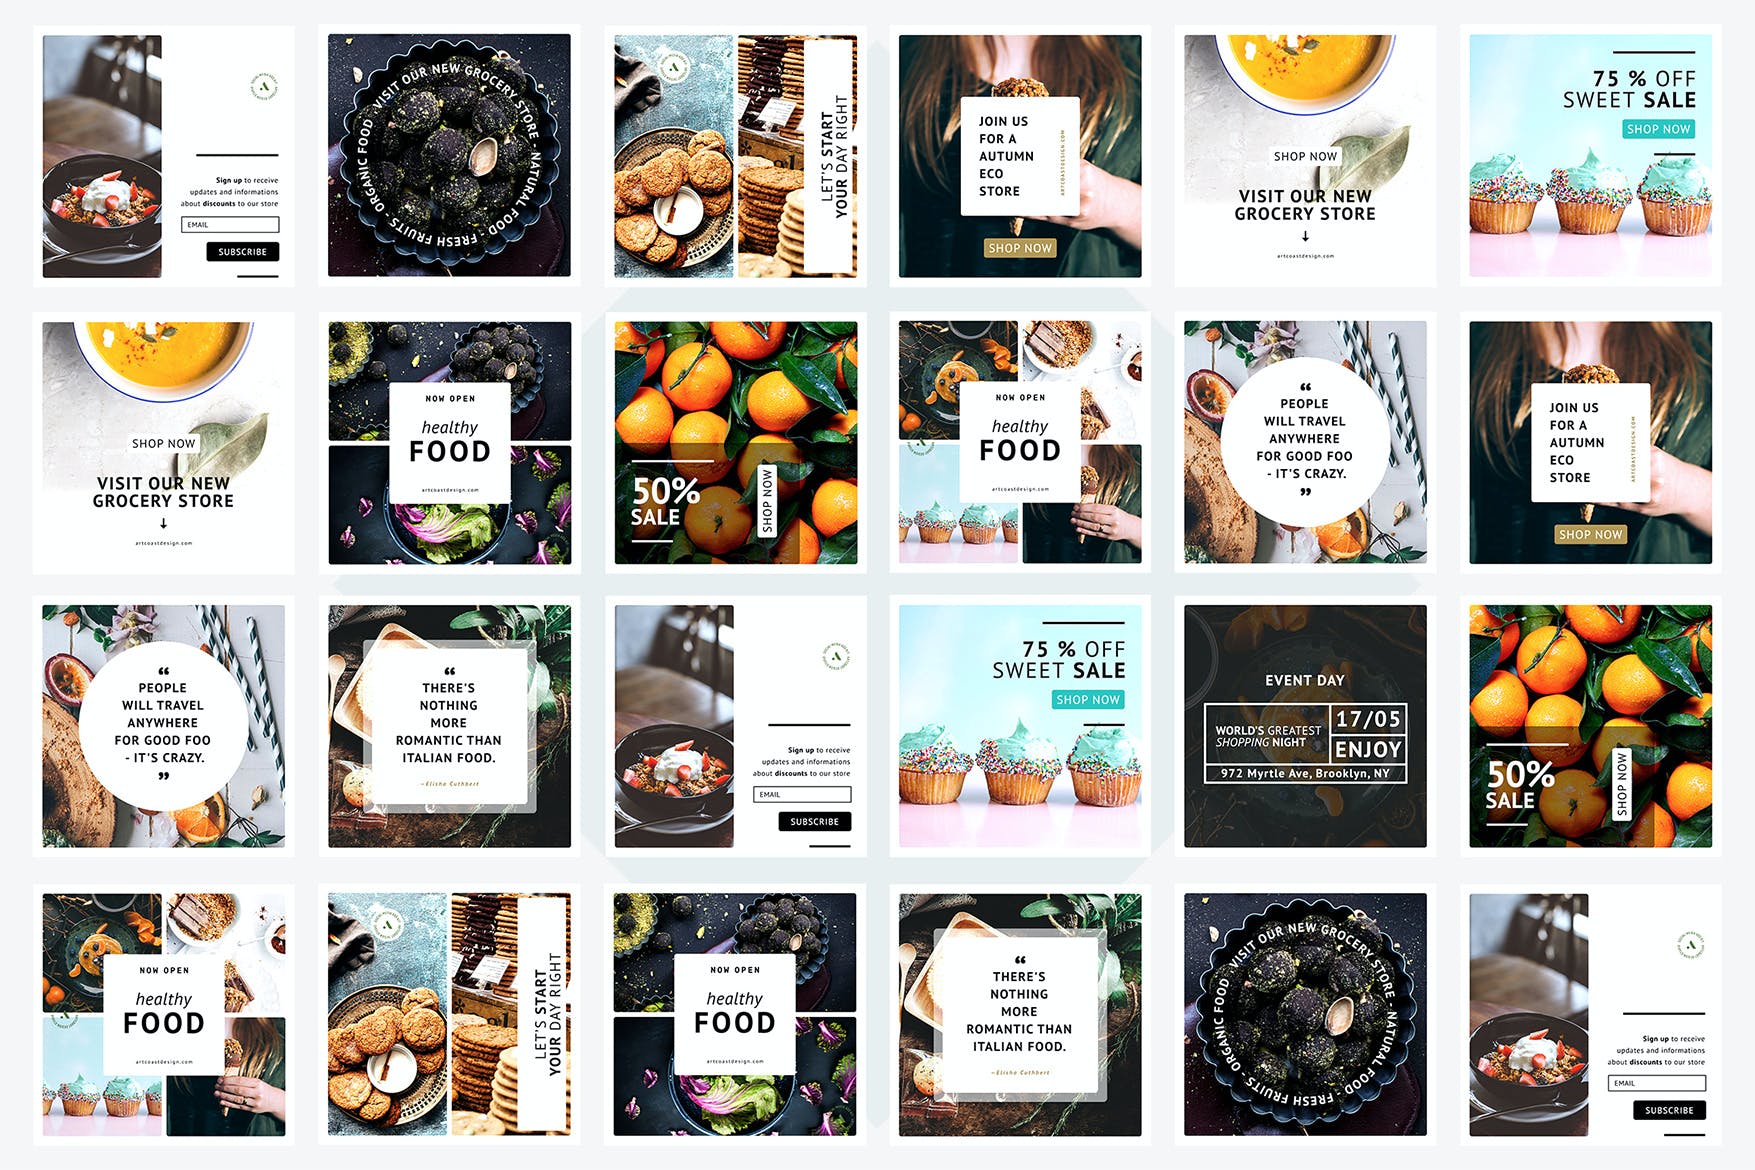 Sign up to receive
updates and informations
about discounts to our store
EMAIL
SUBSCRIBE
VISIT OUR NEW GROCERY STORE - NATURAL FOOD - FRESH FRUITS - ORGANIC FOOD
LET'S START
YOUR DAY RIGHT
JOIN US
FOR A
AUTUMN
ECO
STORE
ARTCOASTDESIGN.COM
SHOP NOW
SHOP NOW
VISIT OUR NEW
GROCERY STORE
artcoastdesign.com
75 % OFF
SWEET SALE
SHOP NOW
SHOP NOW
VISIT OUR NEW
GROCERY STORE
artcoastdesign.com
NOW OPEN
healthy
FOOD
artcoastdesign.com
50%
SALE
SHOP NOW
NOW OPEN
healthy
FOOD
artcoastdesign.com
“
PEOPLE
WILL TRAVEL
ANYWHERE
FOR GOOD FOO
- IT'S CRAZY.
”
JOIN US
FOR A
AUTUMN
ECO
STORE
ARTCOASTDESIGN.COM
SHOP NOW
“
PEOPLE
WILL TRAVEL
ANYWHERE
FOR GOOD FOO
- IT'S CRAZY.
”
“
THERE'S
NOTHING
MORE
ROMANTIC THAN
ITALIAN FOOD.
- Elisha Cuthbert
Sign up to receive
updates and informations
about discounts to our store
EMAIL
SUBSCRIBE
75 % OFF
SWEET SALE
SHOP NOW
EVENT DAY
WORLD'S GREATEST
SHOPPING NIGHT
17/05
ENJOY
972 Myrtle Ave, Brooklyn, NY
50%
SALE
SHOP NOW
NOW OPEN
healthy
FOOD
artcoastdesign.com
LET'S START
YOUR DAY RIGHT
NOW OPEN
healthy
FOOD
artcoastdesign.com
“
THERE'S
NOTHING
MORE
ROMANTIC THAN
ITALIAN FOOD.
- Elisha Cuthbert
VISIT OUR NEW GROCERY STORE - NATURAL FOOD - FRESH FRUITS - ORGANIC FOOD
Sign up to receive
updates and informations
about discounts to our store
EMAIL
SUBSCRIBE